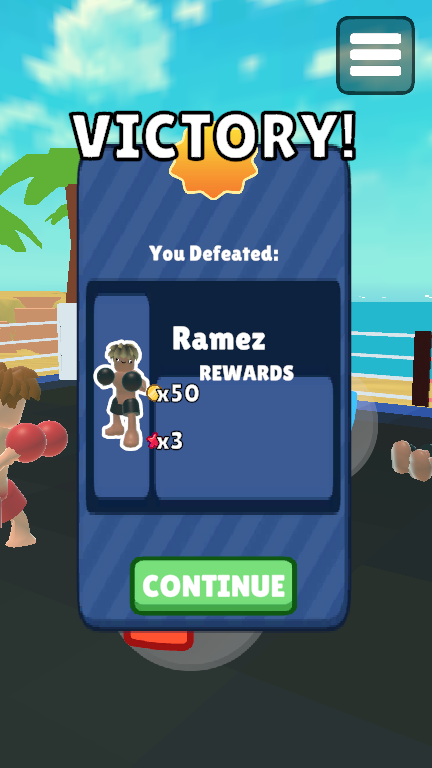 VICTORY!
You Defeated:
Ramez
REWARDS
x50
x3
CONTINUE